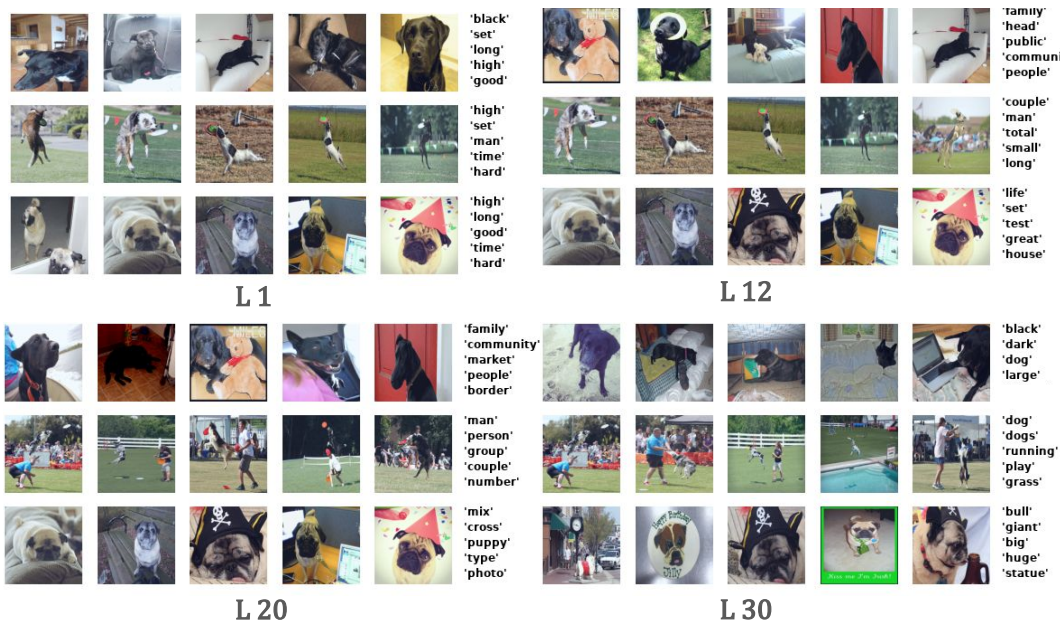 'black'
'set'
'long'
'high'
'good'
'high'
'set'
'man'
'time'
'hard'
'high'
'long'
'good'
'time'
'hard'
L 1
'family'
'head'
'public'
'communi
'people'
'couple'
'man'
'total'
'small'
'long'
'life'
'set'
'test'
'great'
'house'
L 12
'family'
'community'
'market'
'people'
'border'
'man'
'person'
'group'
'couple'
'number'
'mix'
'cross'
'puppy'
'type'
'photo'
L 20
'black'
'dark'
'dog'
'large'
'dog'
'dogs'
'running'
'play'
'grass'
Happy Birthday
'bull'
'giant'
'big'
'huge'
'statue'
L 30